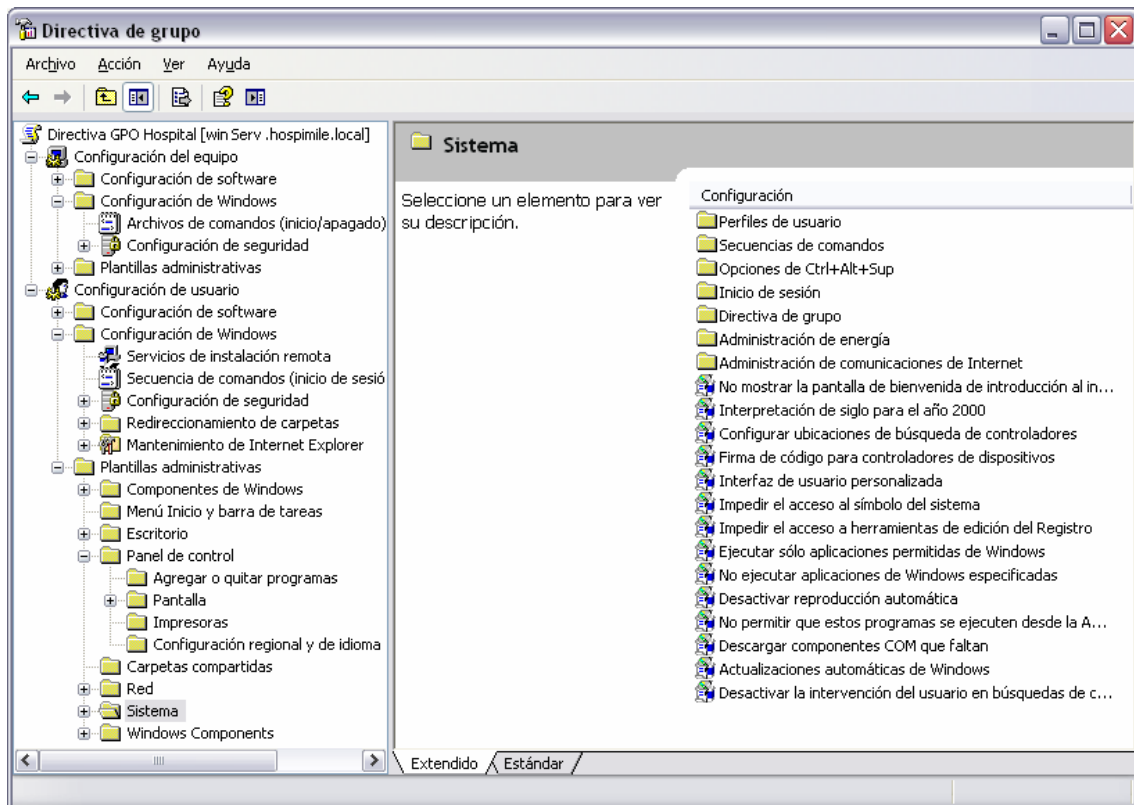 Directiva de grupo
Archivo Acción Ver Ayuda
Directiva GPO Hospital [win Serv .hospimile.local]
Configuración del equipo
Configuración de software
Configuración de Windows
Archivos de comandos (inicio/apagado)
Configuración de seguridad
Plantillas administrativas
Configuración de usuario
Configuración de software
Configuración de Windows
Servicios de instalación remota
Secuencia de comandos (inicio de sesió
Configuración de seguridad
Redireccionamiento de carpetas
Mantenimiento de Internet Explorer
Plantillas administrativas
Componentes de Windows
Menú Inicio y barra de tareas
Escritorio
Panel de control
Agregar o quitar programas
Pantalla
Impresoras
Configuración regional y de idioma
Carpetas compartidas
Red
Sistema
Windows Components
Sistema
Seleccione un elemento para ver
su descripción.
Configuración
Perfiles de usuario
Secuencias de comandos
Opciones de Ctrl+Alt+Sup
Inicio de sesión
Directiva de grupo
Administración de energía
Administración de comunicaciones de Internet
No mostrar la pantalla de bienvenida de introducción al in...
Interpretación de siglo para el año 2000
Configurar ubicaciones de búsqueda de controladores
Firma de código para controladores de dispositivos
Interfaz de usuario personalizada
Impedir el acceso al símbolo del sistema
Impedir el acceso a herramientas de edición del Registro
Ejecutar sólo aplicaciones permitidas de Windows
No ejecutar aplicaciones de Windows especificadas
Desactivar reproducción automática
No permitir que estos programas se ejecuten desde la A...
Descargar componentes COM que faltan
Actualizaciones automáticas de Windows
Desactivar la intervención del usuario en búsquedas de c...
Extendido Estándar